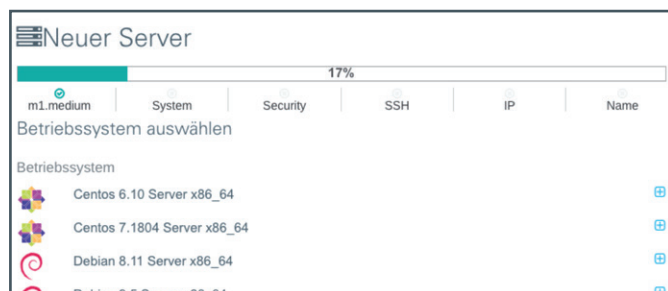 Neuer Server
17%
m1.medium System Security SSH IP Name
Betriebssystem auswählen
Betriebssystem
Centos 6.10 Server x86_64
Centos 7.1804 Server x86_64
Debian 8.11 Server x86_64